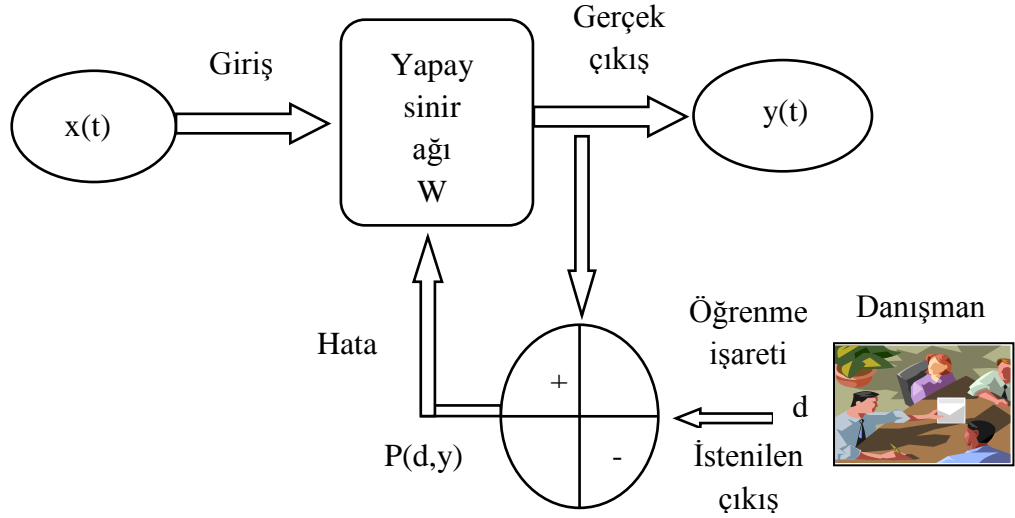 Giriş
x(t)
Yapay
sinir
ağı
W
Gerçek
çıkış
y(t)
Hata
P(d,y)
+
-
Öğrenme
işareti
d
İstenilen
çıkış
Danışman